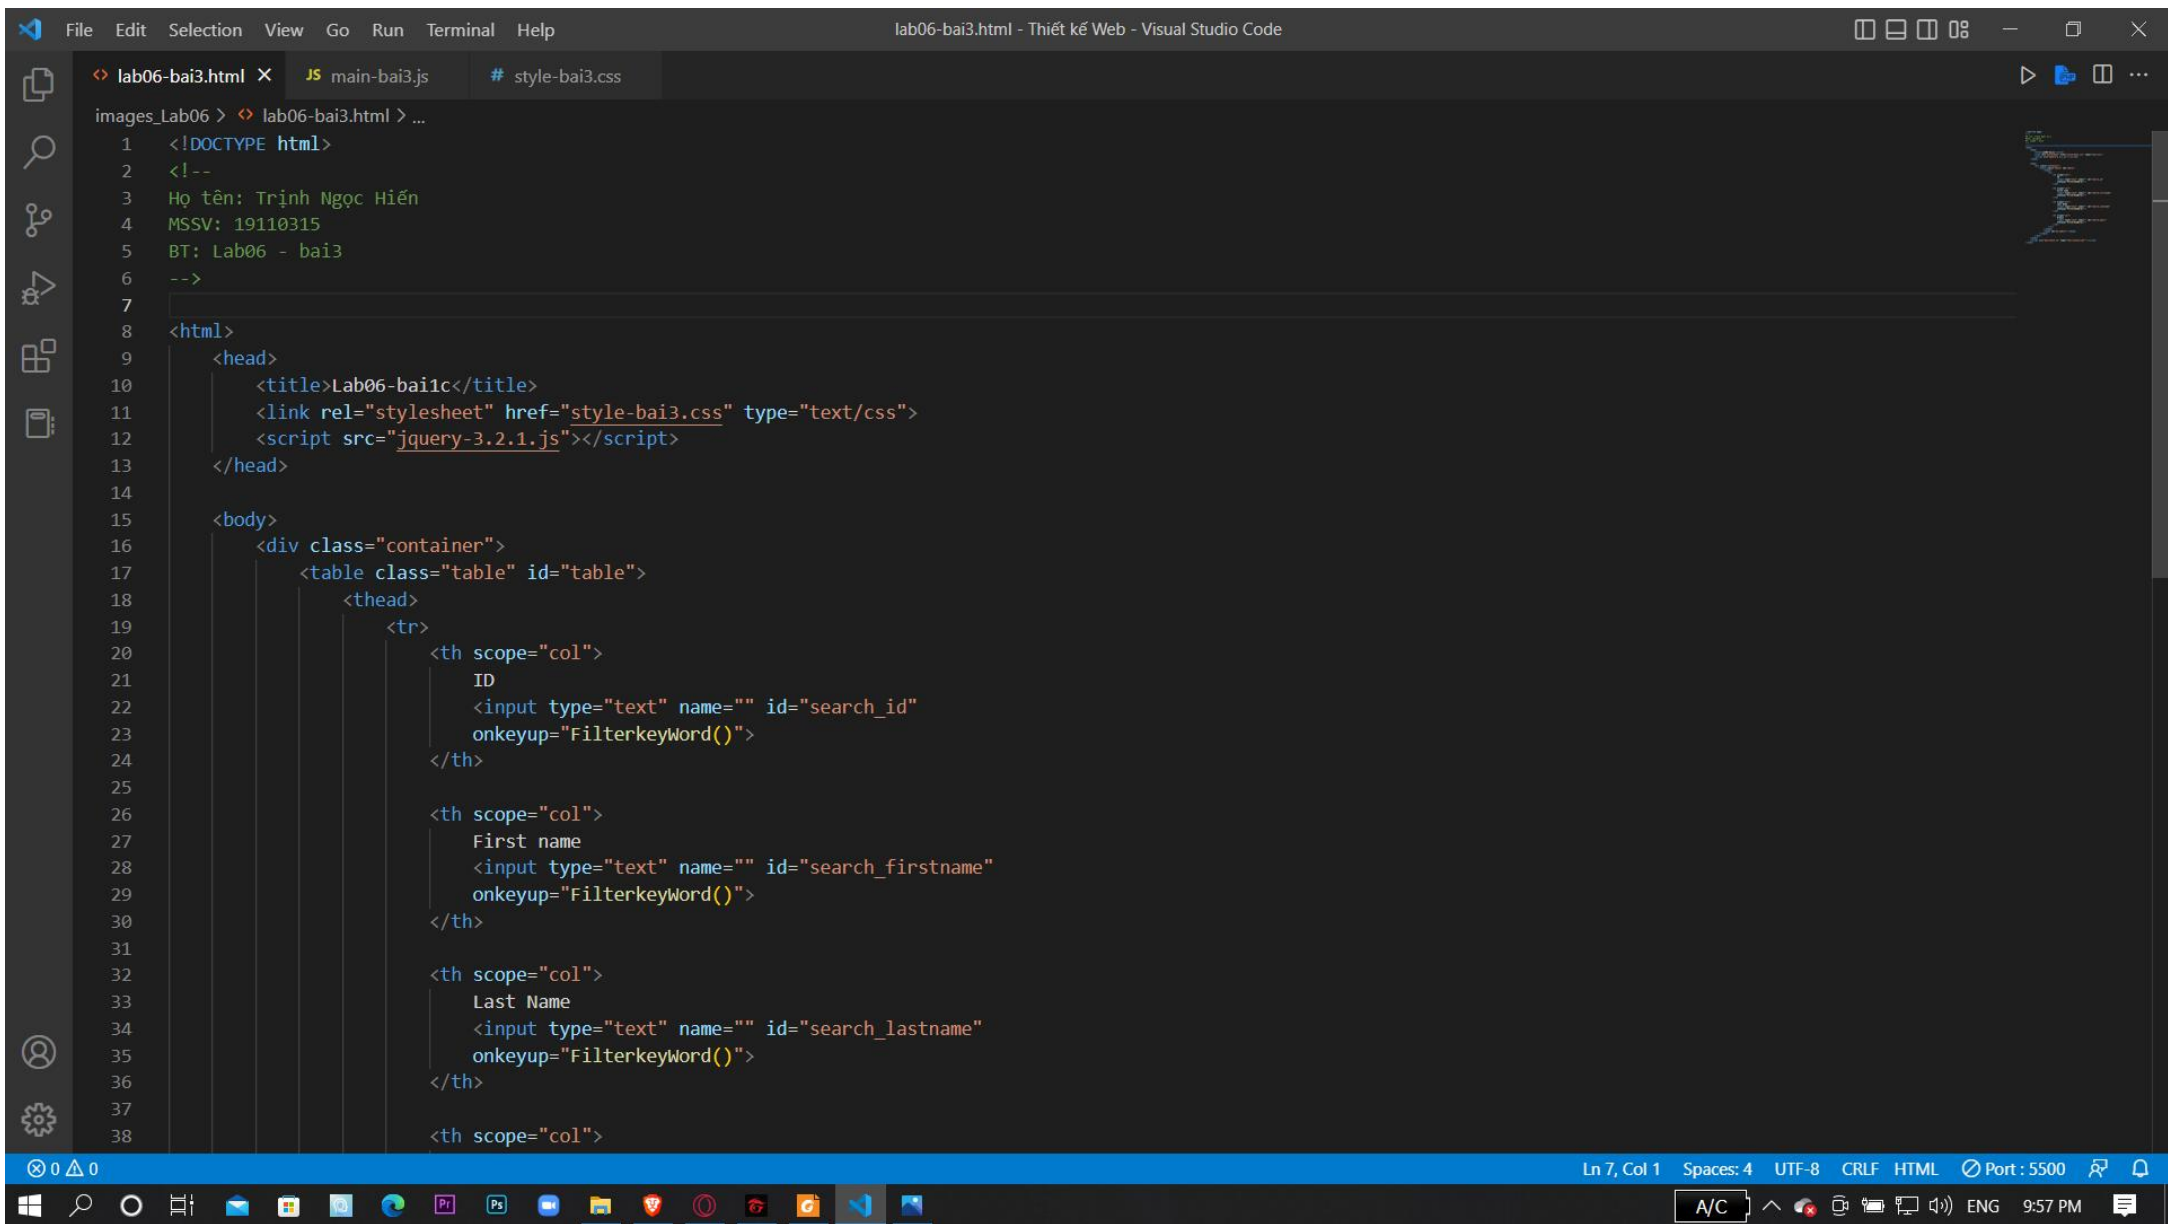 File Edit Selection View Go Run Terminal Help lab06-bai3.html - Thiết kế Web - Visual Studio Code
<> lab06-bai3.html × JS main-bai3.js # style-bai3.css
images_Lab06 > <> lab06-bai3.html > ...
1 <!DOCTYPE html>
2 <!--
3 Họ tên: Trịnh Ngọc Hiến
4 MSSV: 19110315
5 BT: Lab06 - bai3
6 -->
7
8 <html>
9 <head>
10 <title>Lab06-bai1c</title>
11 <link rel="stylesheet" href="style-bai3.css" type="text/css">
12 <script src="jquery-3.2.1.js"></script>
13 </head>
14
15 <body>
16 <div class="container">
17 <table class="table" id="table">
18 <thead>
19 <tr>
20 <th scope="col">
21 ID
22 <input type="text" name="" id="search_id"
23 onkeyup="FilterkeyWord()">
24 </th>
25
26 <th scope="col">
27 First name
28 <input type="text" name="" id="search_firstname"
29 onkeyup="FilterkeyWord()">
30 </th>
31
32 <th scope="col">
33 Last Name
34 <input type="text" name="" id="search_lastname"
35 onkeyup="FilterkeyWord()">
36 </th>
37
38 <th scope="col">
0 0 Ln 7, Col 1 Spaces: 4 UTF-8 CRLF HTML Port : 5500
Pr Ps A/C ENG 9:57 PM